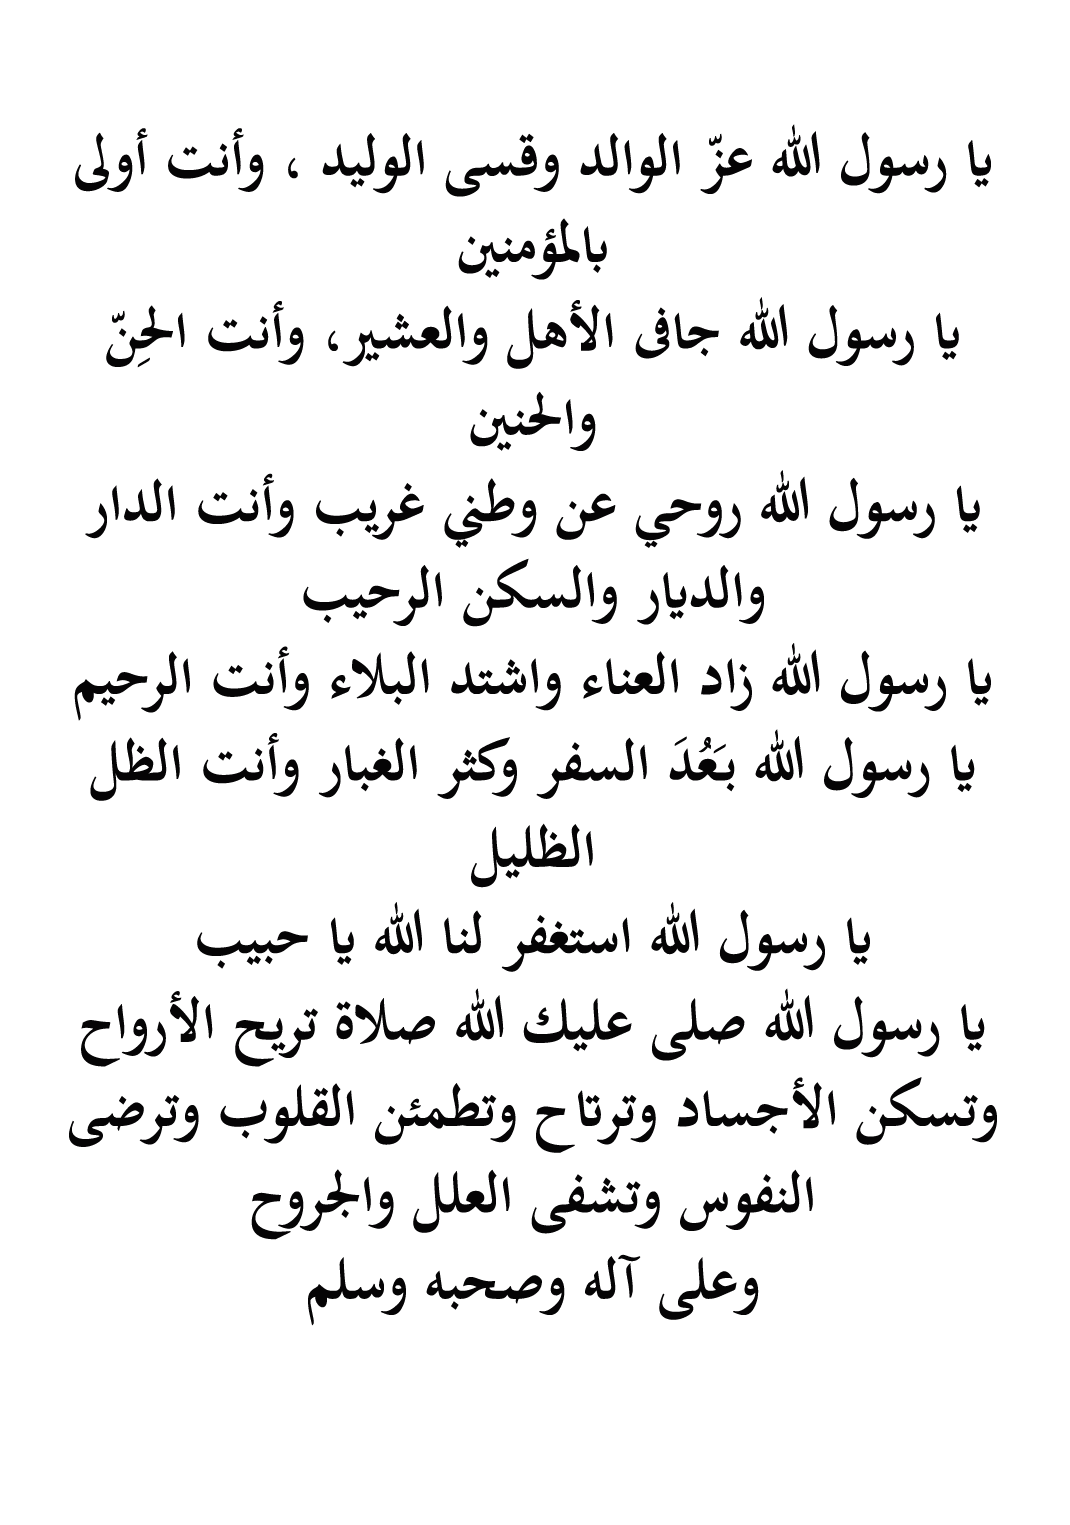 يا رسول الله عزّ الوالد وقسى الوليد ، وأنت أولى
بالمؤمنين
يا رسول الله جافى الأهل والعشير، وأنت الحِنّ
والحنين
يا رسول الله روحي عن وطني غريب وأنت الدار
والديار والسكن الرحيب
يا رسول الله زاد العناء واشتد البلاء وأنت الرحيم
يا رسول الله بَعُدَ السفر وكثر الغبار وأنت الظل
الظليل
يا رسول الله استغفر لنا الله يا حبيب
يا رسول الله صلى عليك الله صلاة تريح الأرواح
وتسكن الأجساد وترتاح وتطمئن القلوب وترضى
النفوس وتشفى العلل والجروح
وعلى آله وصحبه وسلم